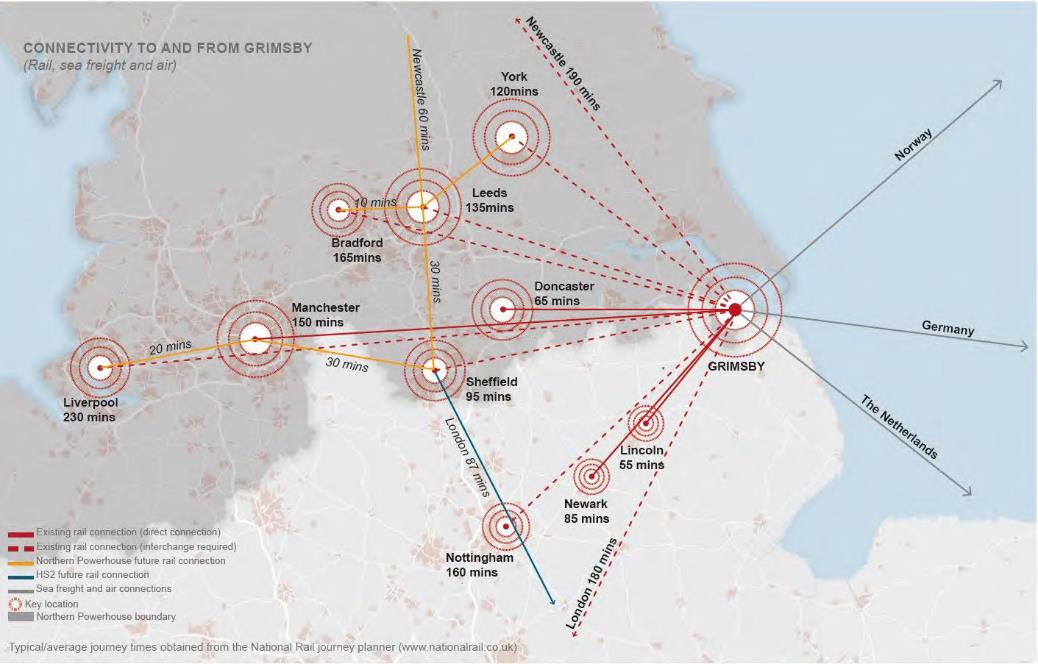 CONNECTIVITY TO AND FROM GRIMSBY
(Rail, sea freight and air)
Newcastle 190 mins
Newcastle 60 mins
York
120mins
Norway
Leeds
135mins
10 mins
Bradford
165mins
30 mins
Doncaster
65 mins
Manchester
150 mins
Germany
20 mins
30 mins
GRIMSBY
Sheffield
95 mins
Liverpool
230 mins
The Netherlands
London 87 mins
Lincoln
55 mins
Newark
85 mins
Nottingham
160 mins
London 180 mins
Existing rail connection (direct connection)
Existing rail connection (interchange required)
Northern Powerhouse future rail connection
HS2 future rail connection
Sea freight and air connections
Key location
Northern Powerhouse boundary
Typical/average journey times obtained from the National Rail journey planner (www.nationalrail.co.uk)